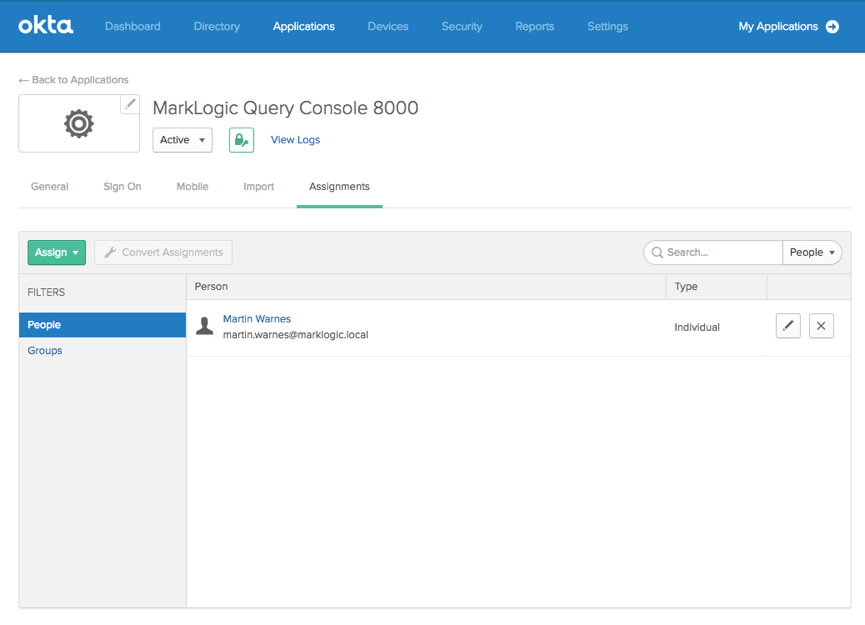 okta Dashboard Directory Applications Devices Security Reports Settings My Applications
← Back to Applications
MarkLogic Query Console 8000
Active View Logs
General Sign On Mobile Import Assignments
Assign Convert Assignments Search... People
FILTERS Person Type
People
Groups
Martin Warnes
martin.warnes@marklogic.local
Individual